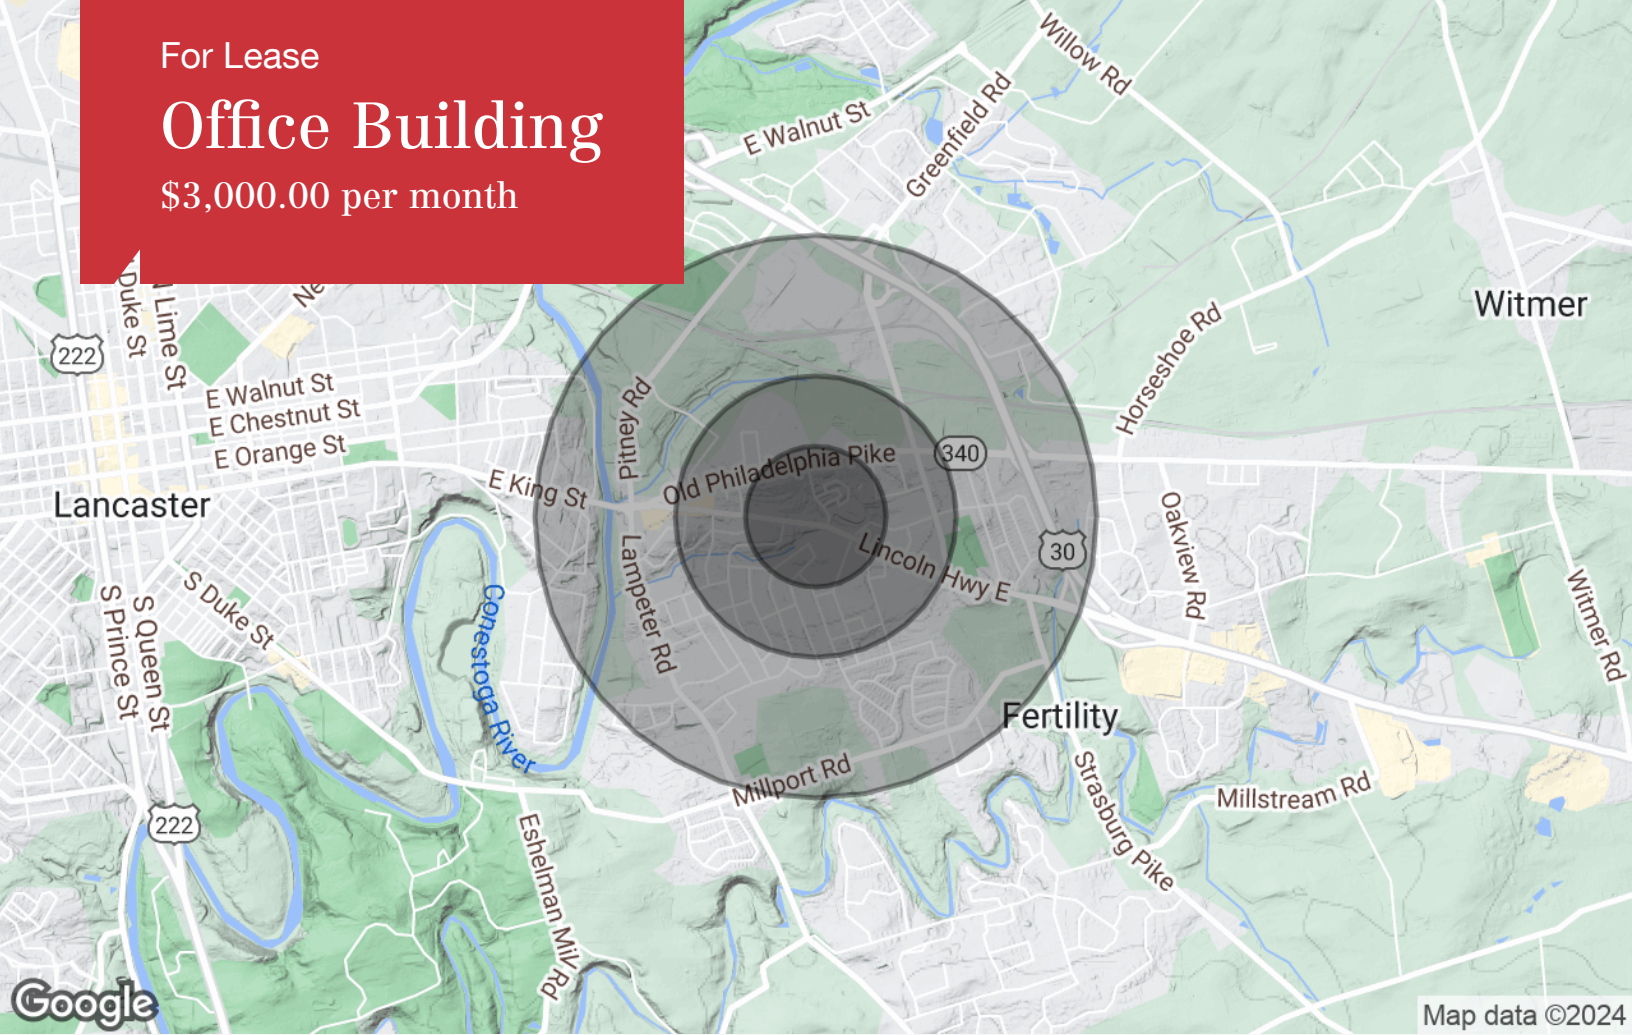 For Lease
Office Building
$3,000.00 per month
Willow Rd
E Walnut St
Greenfield Rd
Duke St
N Lime St
Witmer
222
Horseshoe Rd
E Walnut St
E Chestnut St
E Orange St
Pitney Rd
340
Old Philadelphia Pike
E King St
Lancaster
Oakview Rd
30
Lincoln Hwy E
Lampeter Rd
S Duke St
S Queen St
S Prince St
Conestoga River
Witmer Rd
Fertility
Millport Rd
Strasburg Pike
Millstream Rd
222
Eshelman Mill Rd
Google
Map data ©2024